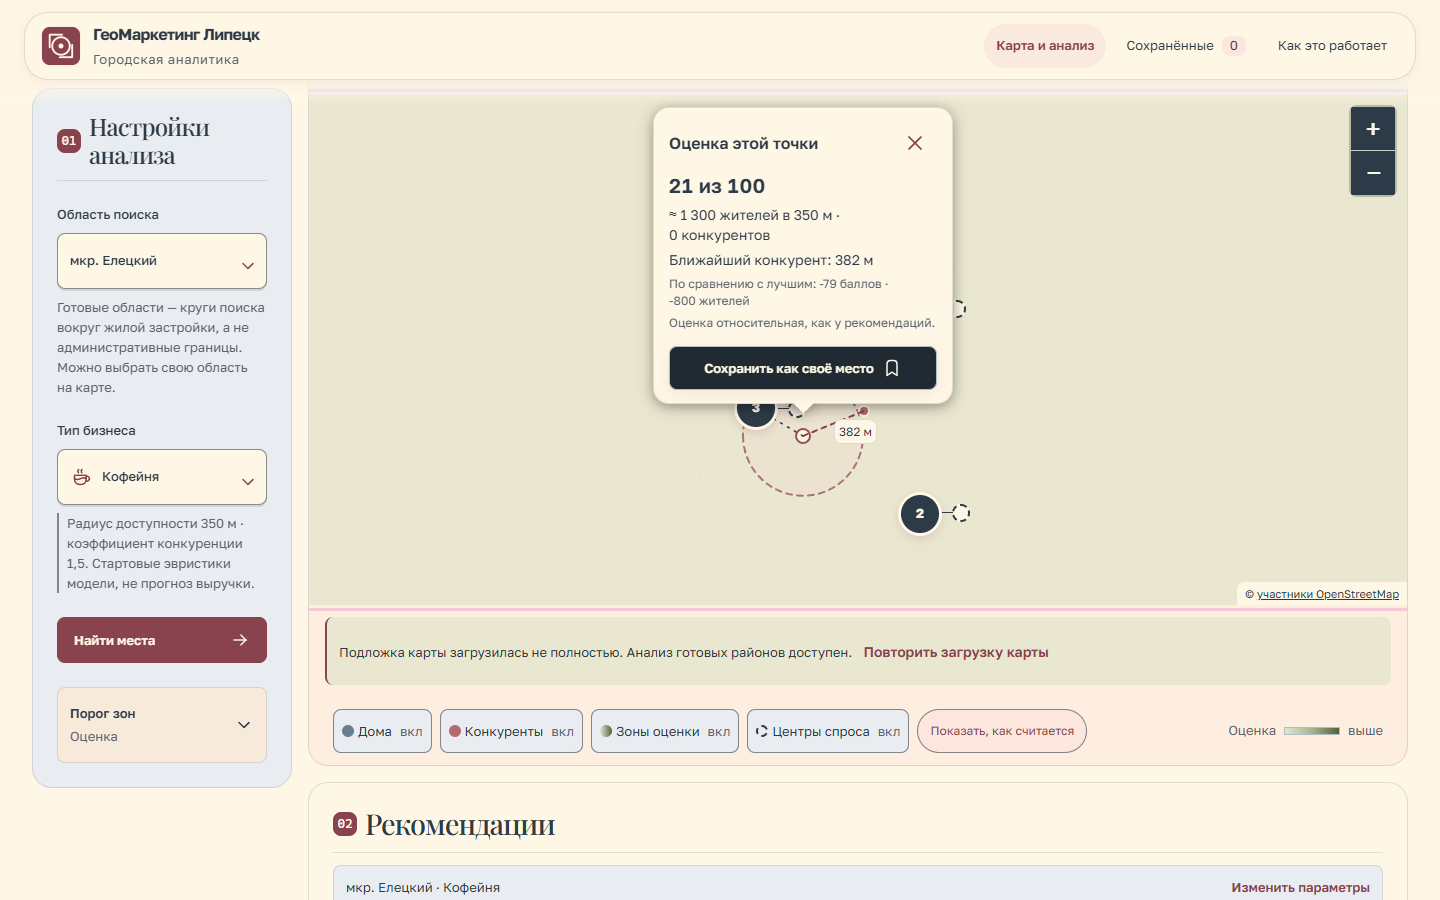 ГеоМаркетинг Липецк
Городская аналитика
Карта и анализ
Сохранённые 0
Как это работает
01 Настройки
анализа
Область поиска
мкр. Елецкий
Готовые области — круги поиска
вокруг жилой застройки, а не
административные границы.
Можно выбрать свою область
на карте.
Тип бизнеса
Кофейня
Радиус доступности 350 м ·
коэффициент конкуренции
1,5. Стартовые эвристики
модели, не прогноз выручки.
Найти места
Порог зон
Оценка
+
−
Оценка этой точки
21 из 100
≈ 1 300 жителей в 350 м ·
0 конкурентов
Ближайший конкурент: 382 м
По сравнению с лучшим: -79 баллов ·
-800 жителей
Оценка относительная, как у рекомендаций.
Сохранить как своё место
3
382 м
2
© участники OpenStreetMap
Подложка карты загрузилась не полностью. Анализ готовых районов доступен. Повторить загрузку карты
Дома вкл
Конкуренты вкл
Зоны оценки вкл
Центры спроса вкл
Показать, как считается
Оценка выше
02 Рекомендации
мкр. Елецкий · Кофейня
Изменить параметры